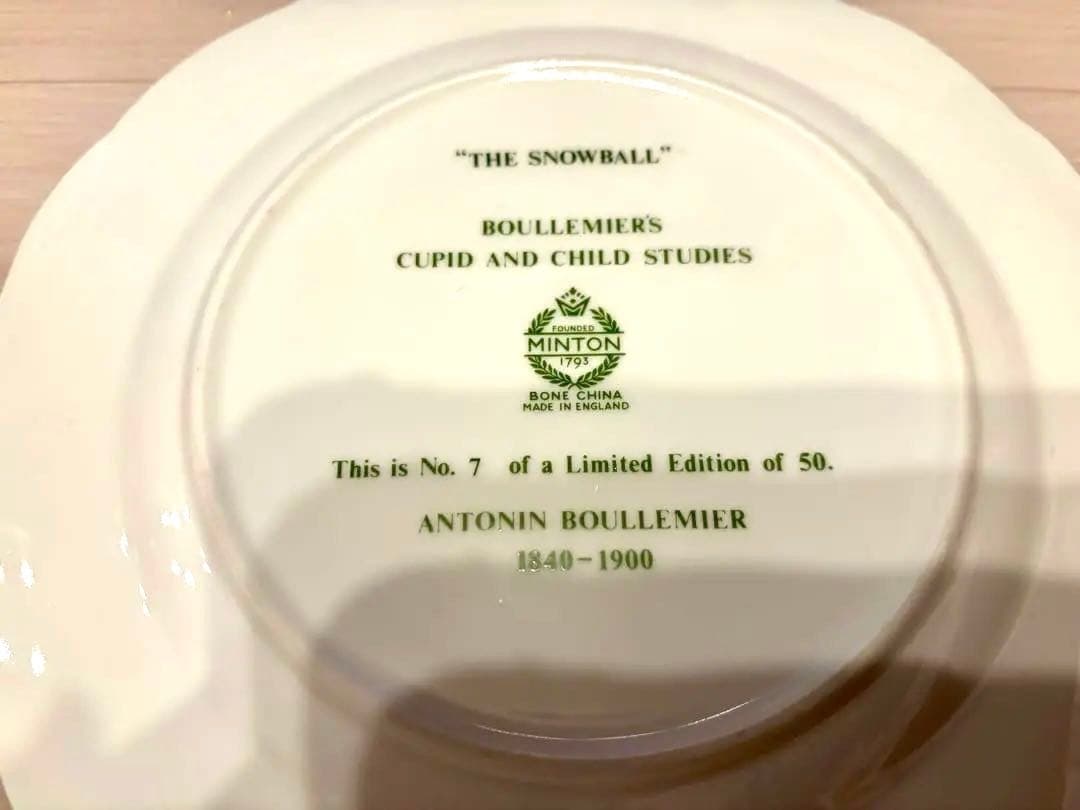 "THE SNOWBALL"
BOULLEMIER'S
CUPID AND CHILD STUDIES
FOUNDED
MINTON
1793
BONE CHINA
MADE IN ENGLAND
This is No. 7 of a Limited Edition of 50.
ANTONIN BOULLEMIER
1840-1900